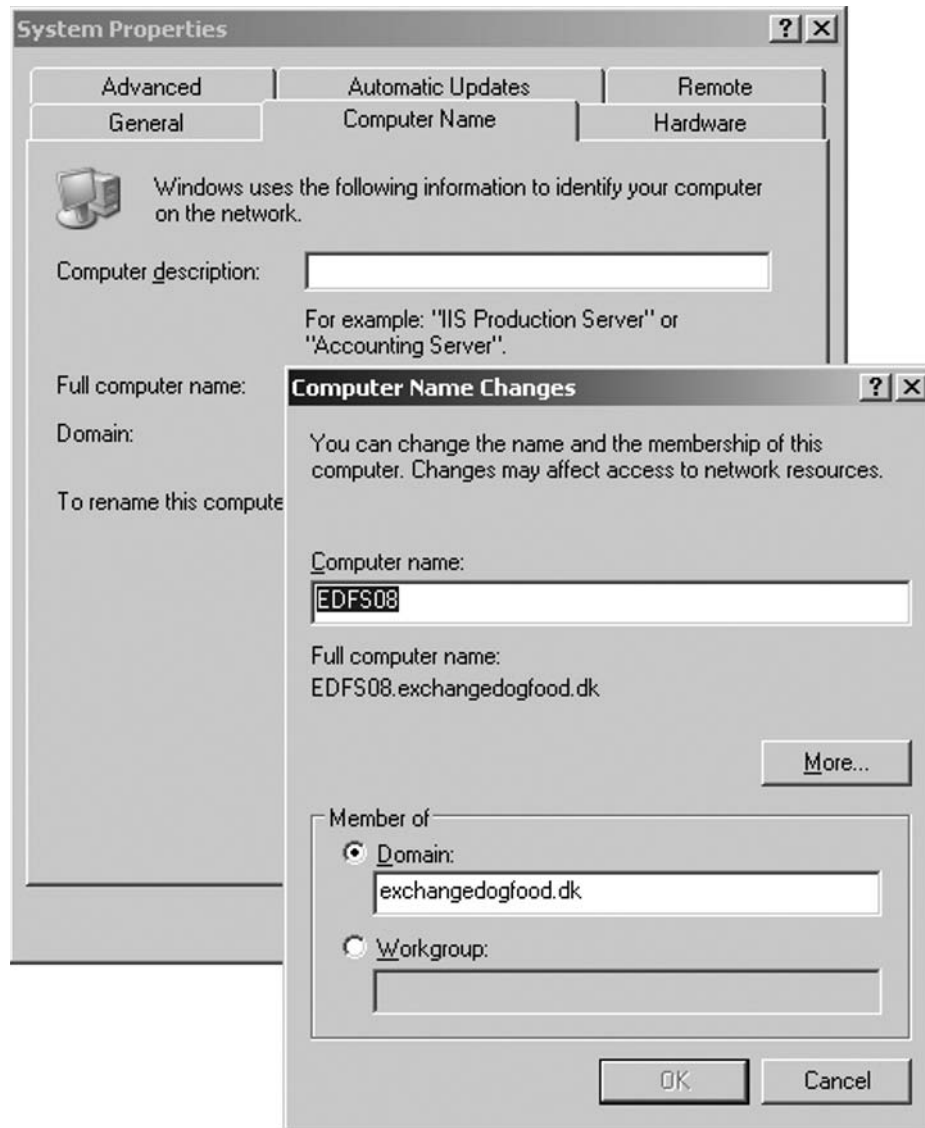 System Properties
Advanced
Automatic Updates
Remote
General
Computer Name
Hardware
Windows uses the following information to identify your computer
on the network.
Computer description:
For example: "IIS Production Server" or
"Accounting Server".
Full computer name:
Domain:
To rename this compute
Computer Name Changes
You can change the name and the membership of this
computer. Changes may affect access to network resources.
Computer name:
EDFS08
Full computer name:
EDFS08.exchangedogfood.dk
More...
Member of
Domain:
exchangedogfood.dk
Workgroup:
OK
Cancel